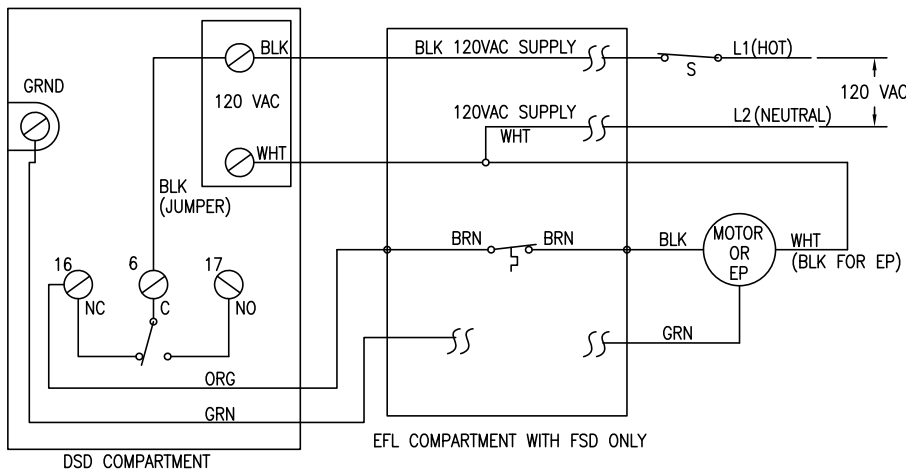 BLK
BLK 120VAC SUPPLY
L1(HOT)
S
GRND
120 VAC
120VAC SUPPLY
120 VAC
L2(NEUTRAL)
WHT
WHT
BLK
(JUMPER)
BRN
BRN
BLK
MOTOR
OR
EP
WHT
(BLK FOR EP)
16
6
17
NC
C
NO
GRN
ORG
GRN
EFL COMPARTMENT WITH FSD ONLY
DSD COMPARTMENT